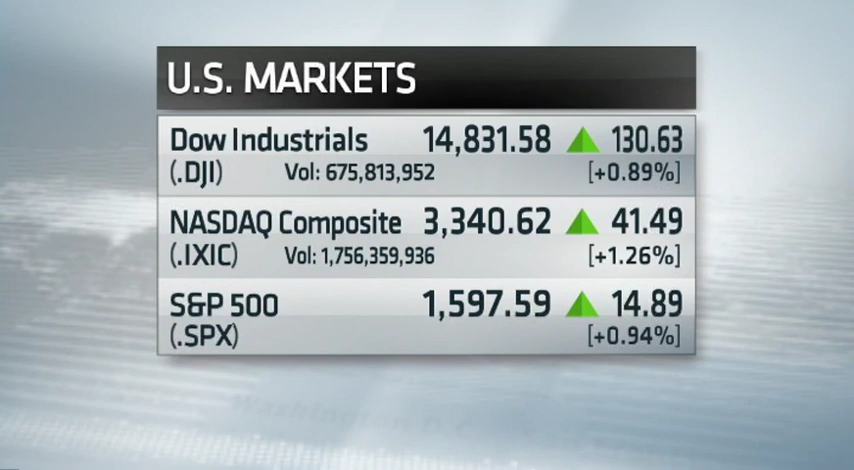 U.S. MARKETS
Dow Industrials 14,831.58 ▲ 130.63
(.DJI) Vol: 675,813,952 [+0.89%]
NASDAQ Composite 3,340.62 ▲ 41.49
(.IXIC) Vol: 1,756,359,936 [+1.26%]
S&P 500 1,597.59 ▲ 14.89
(.SPX) [+0.94%]